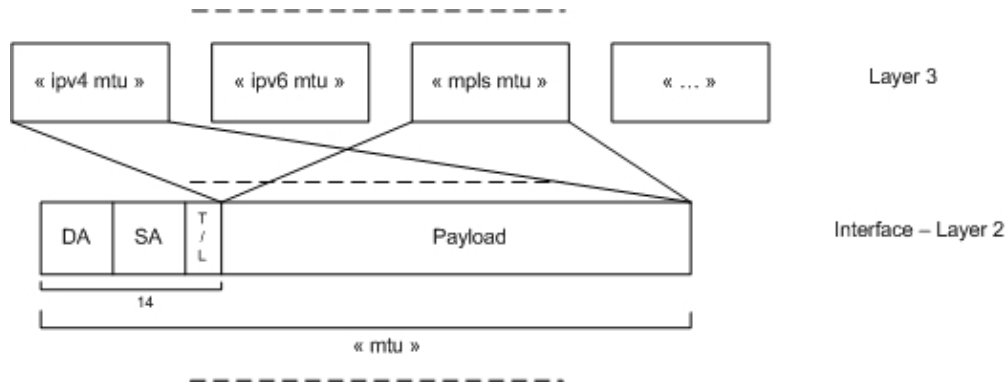 « ipv4 mtu » « ipv6 mtu » « mpls mtu » « ... » Layer 3
DA SA T / L Payload Interface – Layer 2
14
« mtu »